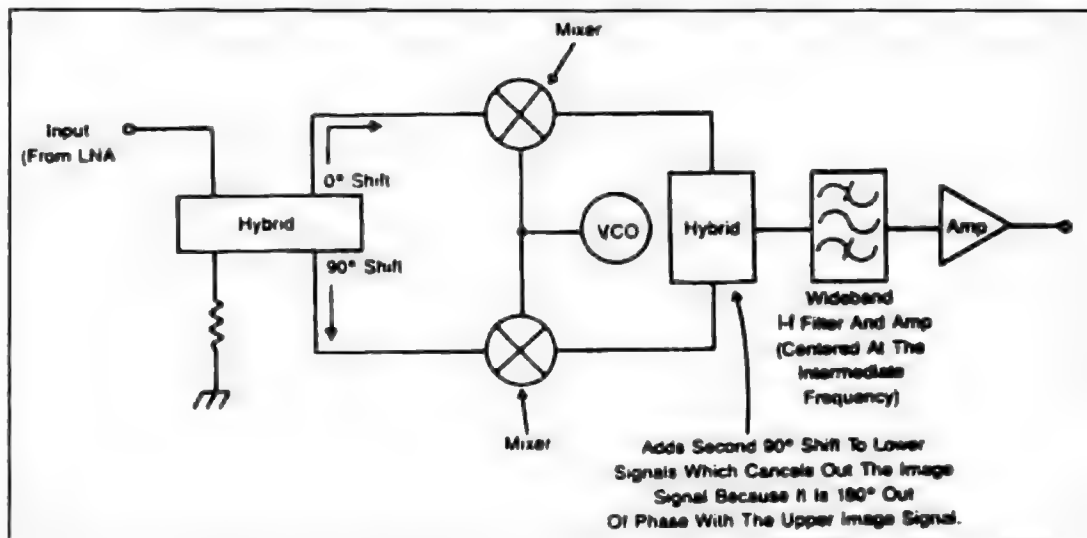 Mixer
Input
(From LNA
0° Shift
Hybrid
90° Shift
VCO
Hybrid
Amp
Wideband
I-f Filter And Amp
(Centered At The
Intermediate
Frequency)
Mixer
Adds Second 90° Shift To Lower
Signals Which Cancels Out The Image
Signal Because It Is 180° Out
Of Phase With The Upper Image Signal.